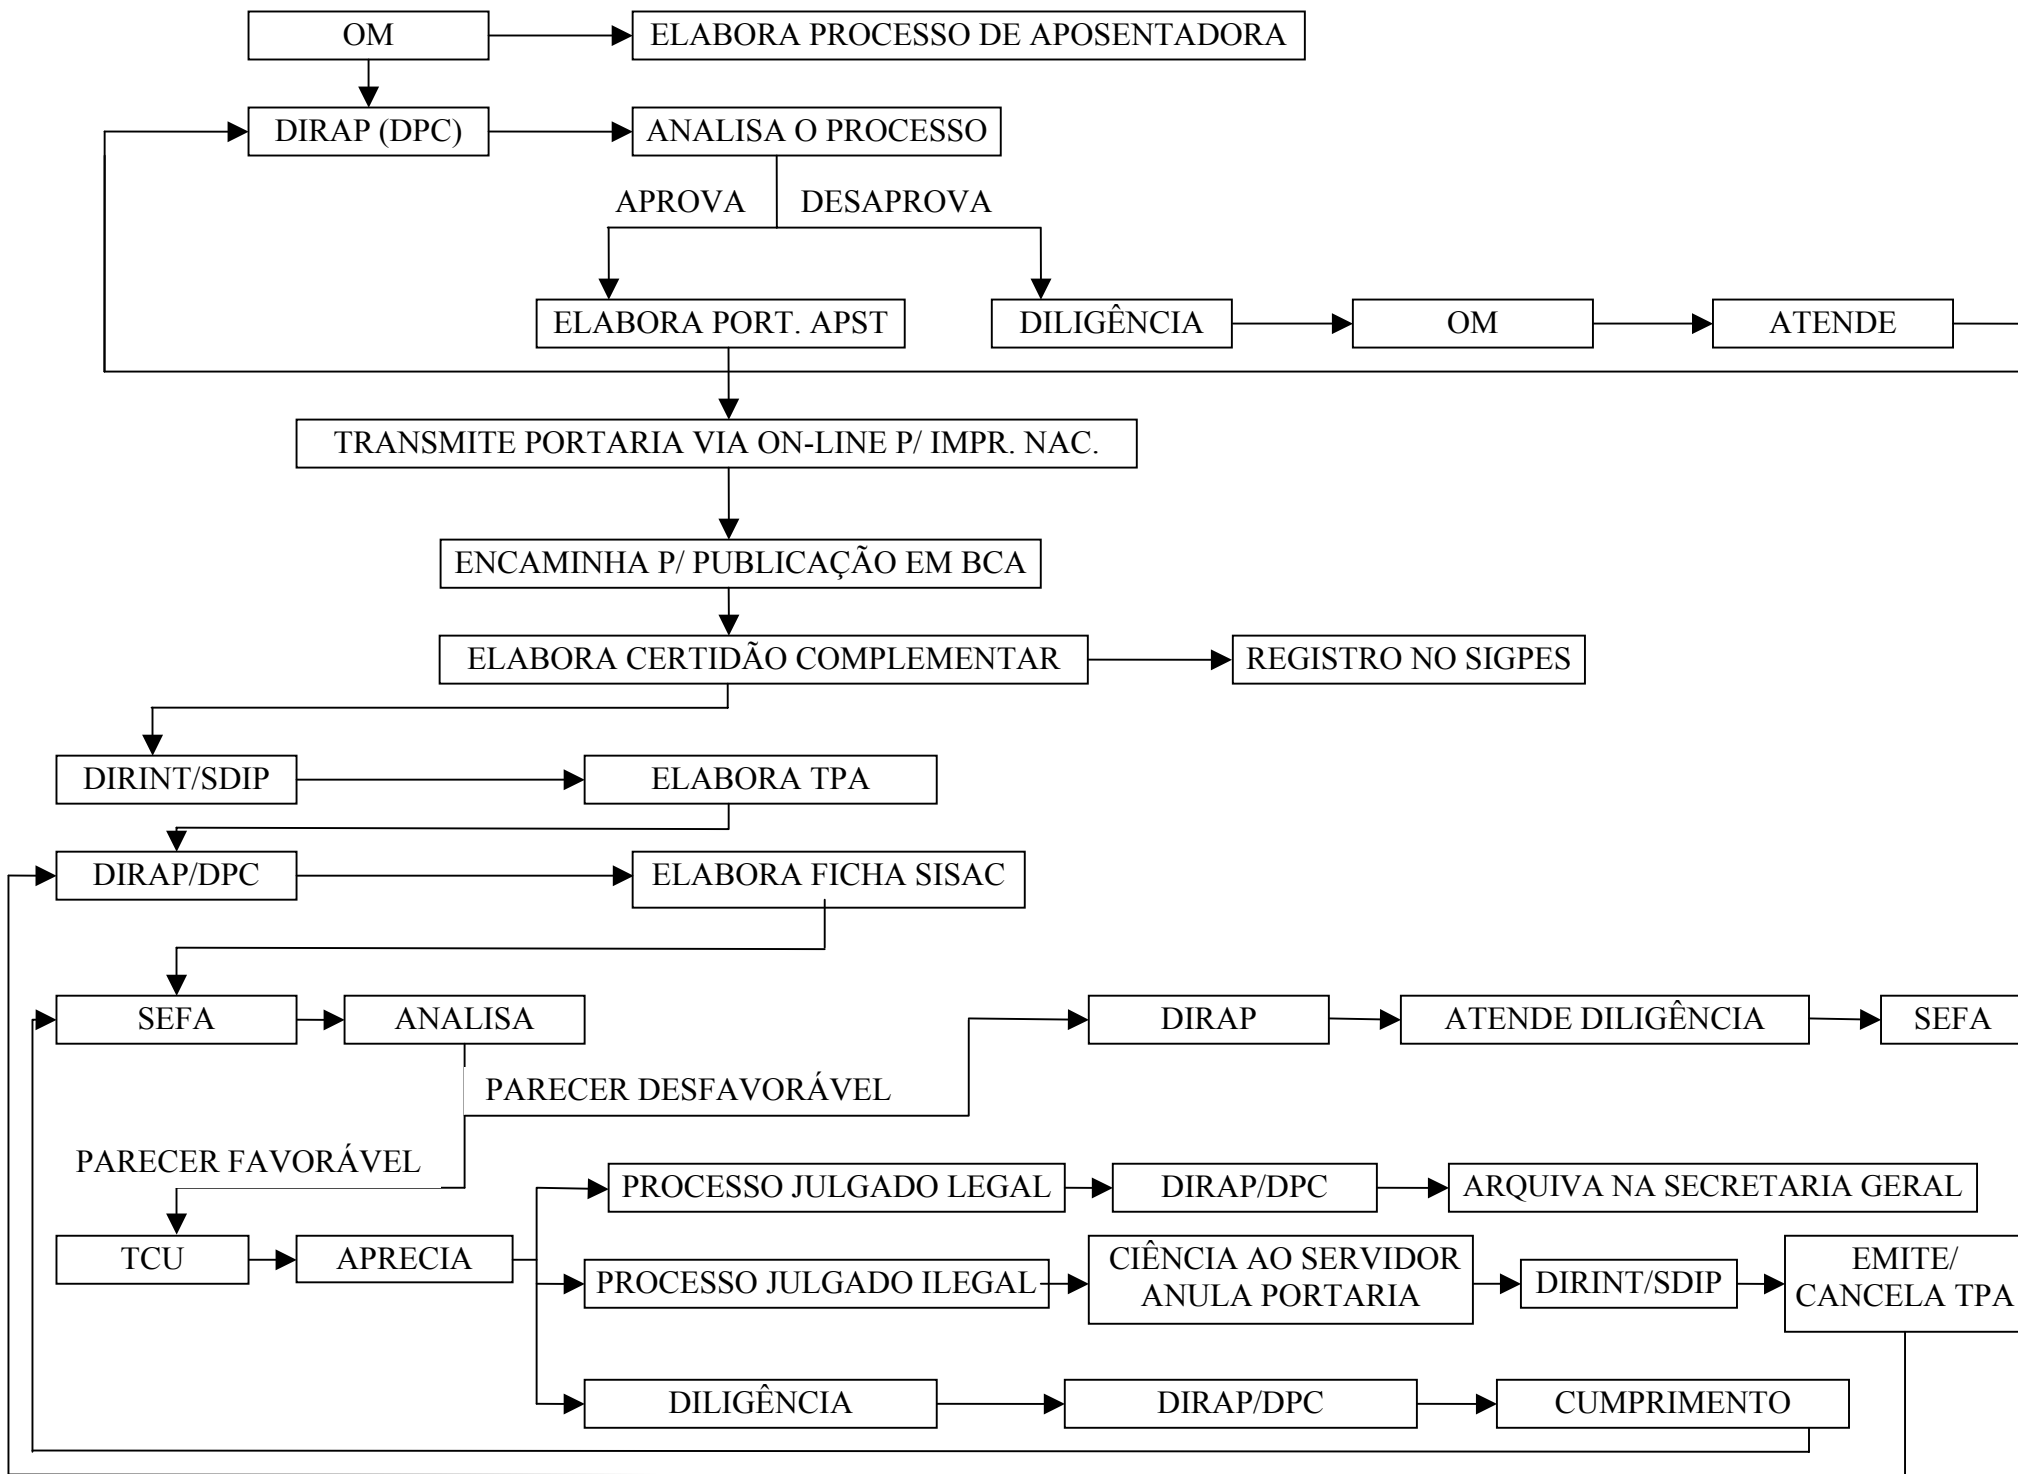 OM
ELABORA PROCESSO DE APOSENTADORA
DIRAP (DPC)
ANALISA O PROCESSO
APROVA
DESAPROVA
ELABORA PORT. APST
DILIGÊNCIA
OM
ATENDE
TRANSMITE PORTARIA VIA ON-LINE P/ IMPR. NAC.
ENCAMINHA P/ PUBLICAÇÃO EM BCA
ELABORA CERTIDÃO COMPLEMENTAR
REGISTRO NO SIGPES
DIRINT/SDIP
ELABORA TPA
DIRAP/DPC
ELABORA FICHA SISAC
SEFA
ANALISA
DIRAP
ATENDE DILIGÊNCIA
SEFA
PARECER DESFAVORÁVEL
PARECER FAVORÁVEL
PROCESSO JULGADO LEGAL
DIRAP/DPC
ARQUIVA NA SECRETARIA GERAL
TCU
APRECIA
PROCESSO JULGADO ILEGAL
CIÊNCIA AO SERVIDOR
ANULA PORTARIA
DIRINT/SDIP
EMITE/
CANCELA TPA
DILIGÊNCIA
DIRAP/DPC
CUMPRIMENTO